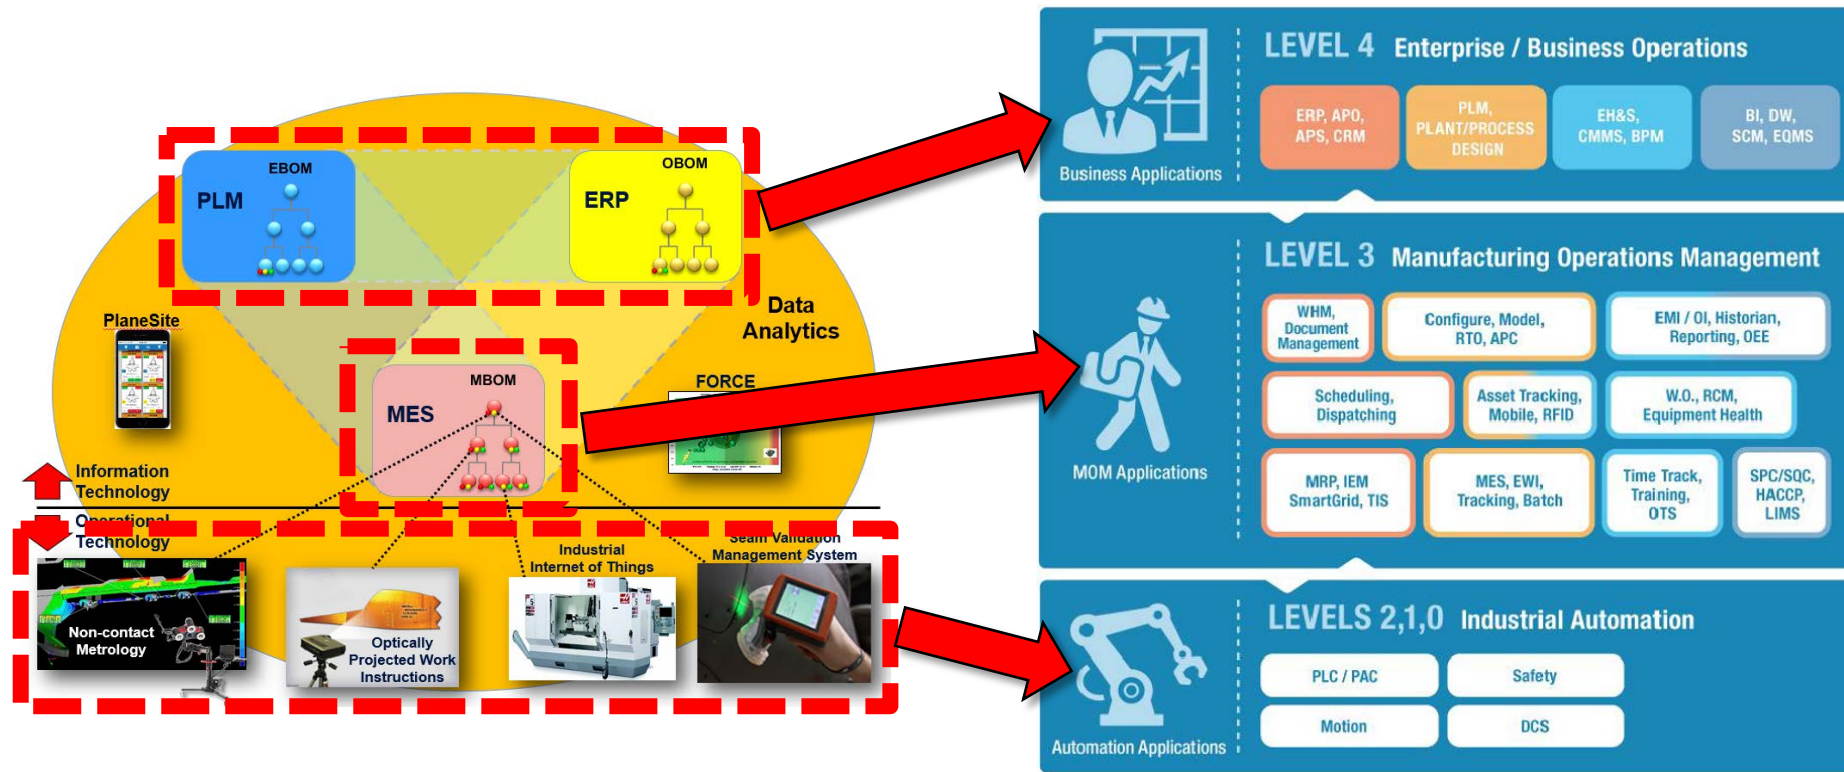 EBOM
PLM
OBOM
ERP
PlaneSite
Data
Analytics
MBOM
MES
FORCE
Information
Technology
Operational
Technology
Non-contact
Metrology
Optically
Projected Work
Instructions
Industrial
Internet of Things
Seam Validation
Management System
LEVEL 4 Enterprise / Business Operations
ERP, APO,
APS, CRM
PLM,
PLANT/PROCESS
DESIGN
EH&S,
CMMS, BPM
BI, DW,
SCM, EQMS
Business Applications
LEVEL 3 Manufacturing Operations Management
WHM,
Document
Management
Configure, Model,
RTO, APC
EMI / OI, Historian,
Reporting, OEE
Scheduling,
Dispatching
Asset Tracking,
Mobile, RFID
W.O., RCM,
Equipment Health
MOM Applications
MRP, IEM
SmartGrid, TIS
MES, EWI,
Tracking, Batch
Time Track,
Training,
OTS
SPC/SQC,
HACCP,
LIMS
LEVELS 2,1,0 Industrial Automation
PLC / PAC
Safety
Motion
DCS
Automation Applications